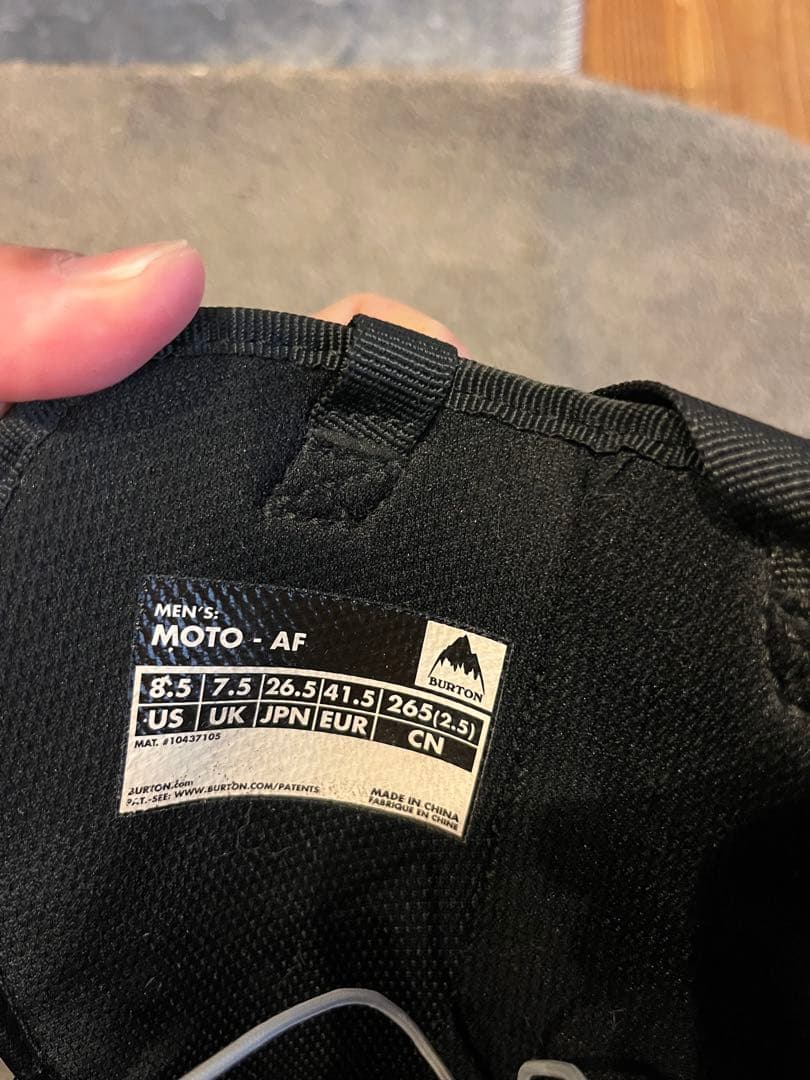 MEN'S:
MOTO - AF
BURTON
8.5 7.5 26.5 41.5 265(2.5)
US UK JPN EUR CN
MAT. #10437105
BURTON.com
PAT.-SEE: WWW.BURTON.COM/PATENTS
MADE IN CHINA
FABRIQUE EN CHINE